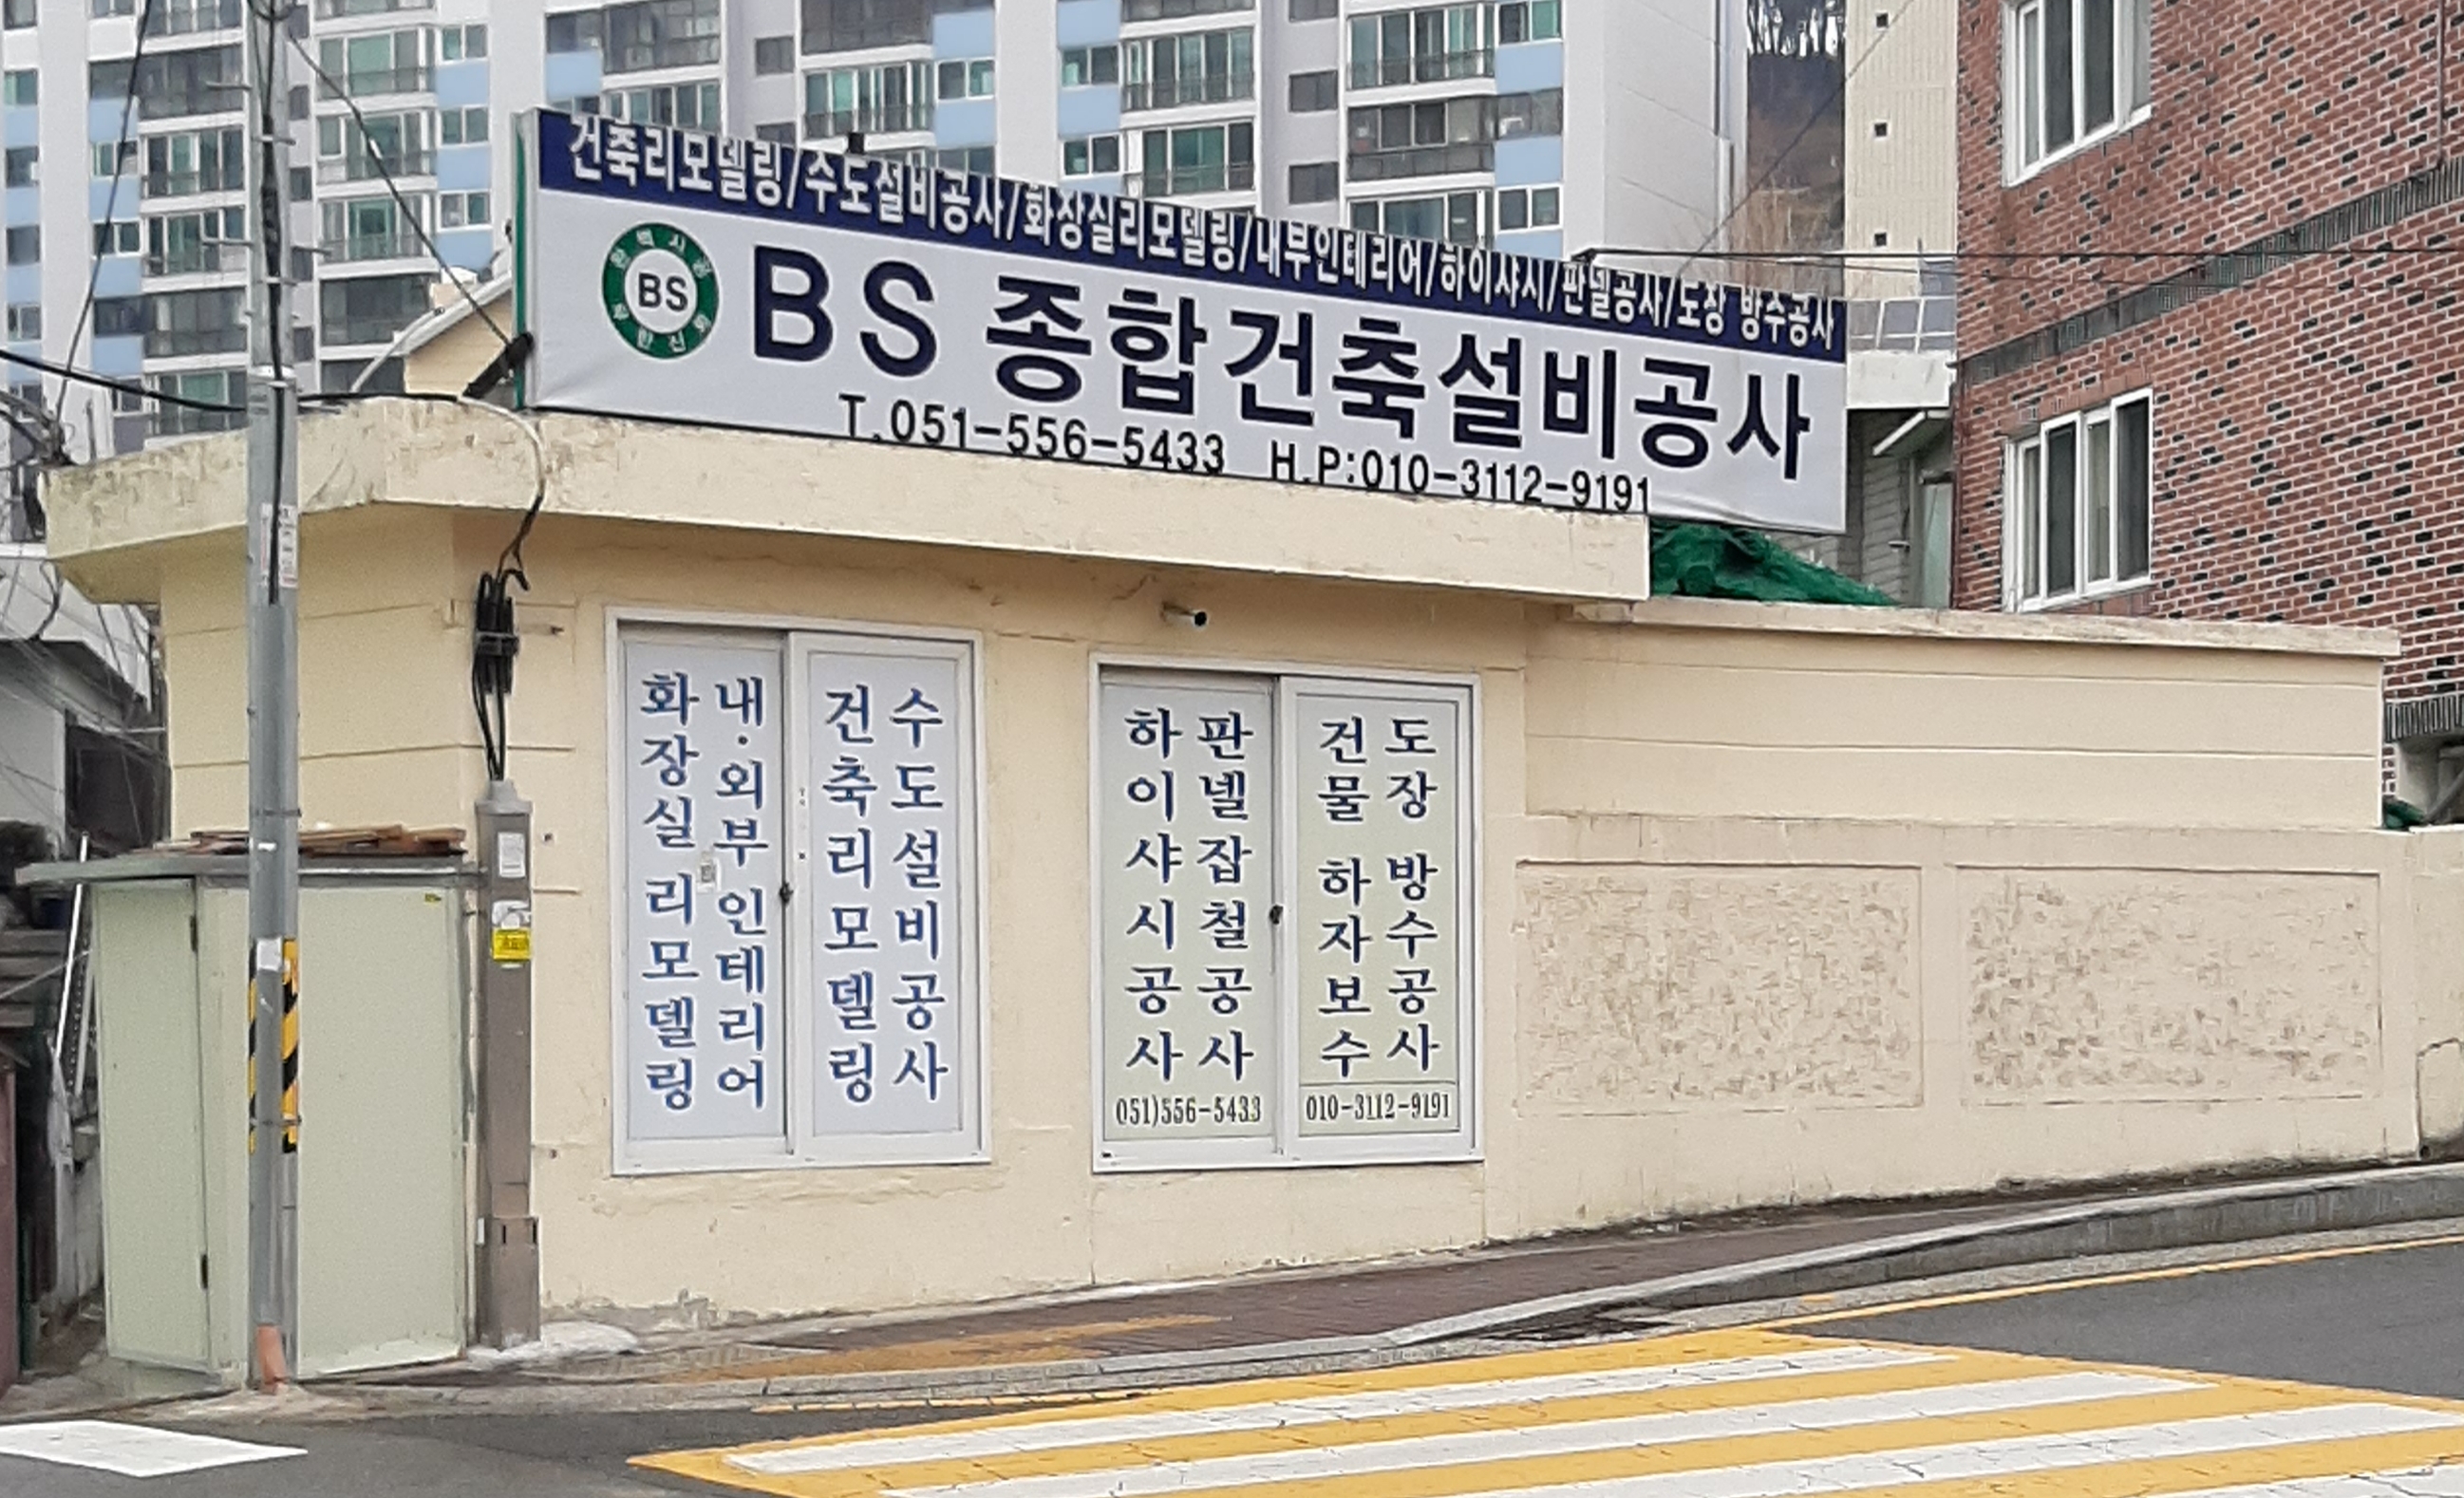 건축리모델링/수도설비공사/화장실리모델링/내부인테리어/하이샤시/판넬공사/도장 방수공사
BS
BS 종합건축설비공사
T.051-556-5433 H.P:010-3112-9191
화장실 리모델링
내·외부인테리어
건축리모델링
수도설비공사
하이샤시공사
판넬잡철공사
건물 하자보수
도장 방수공사
051)556-5433
010-3112-9191